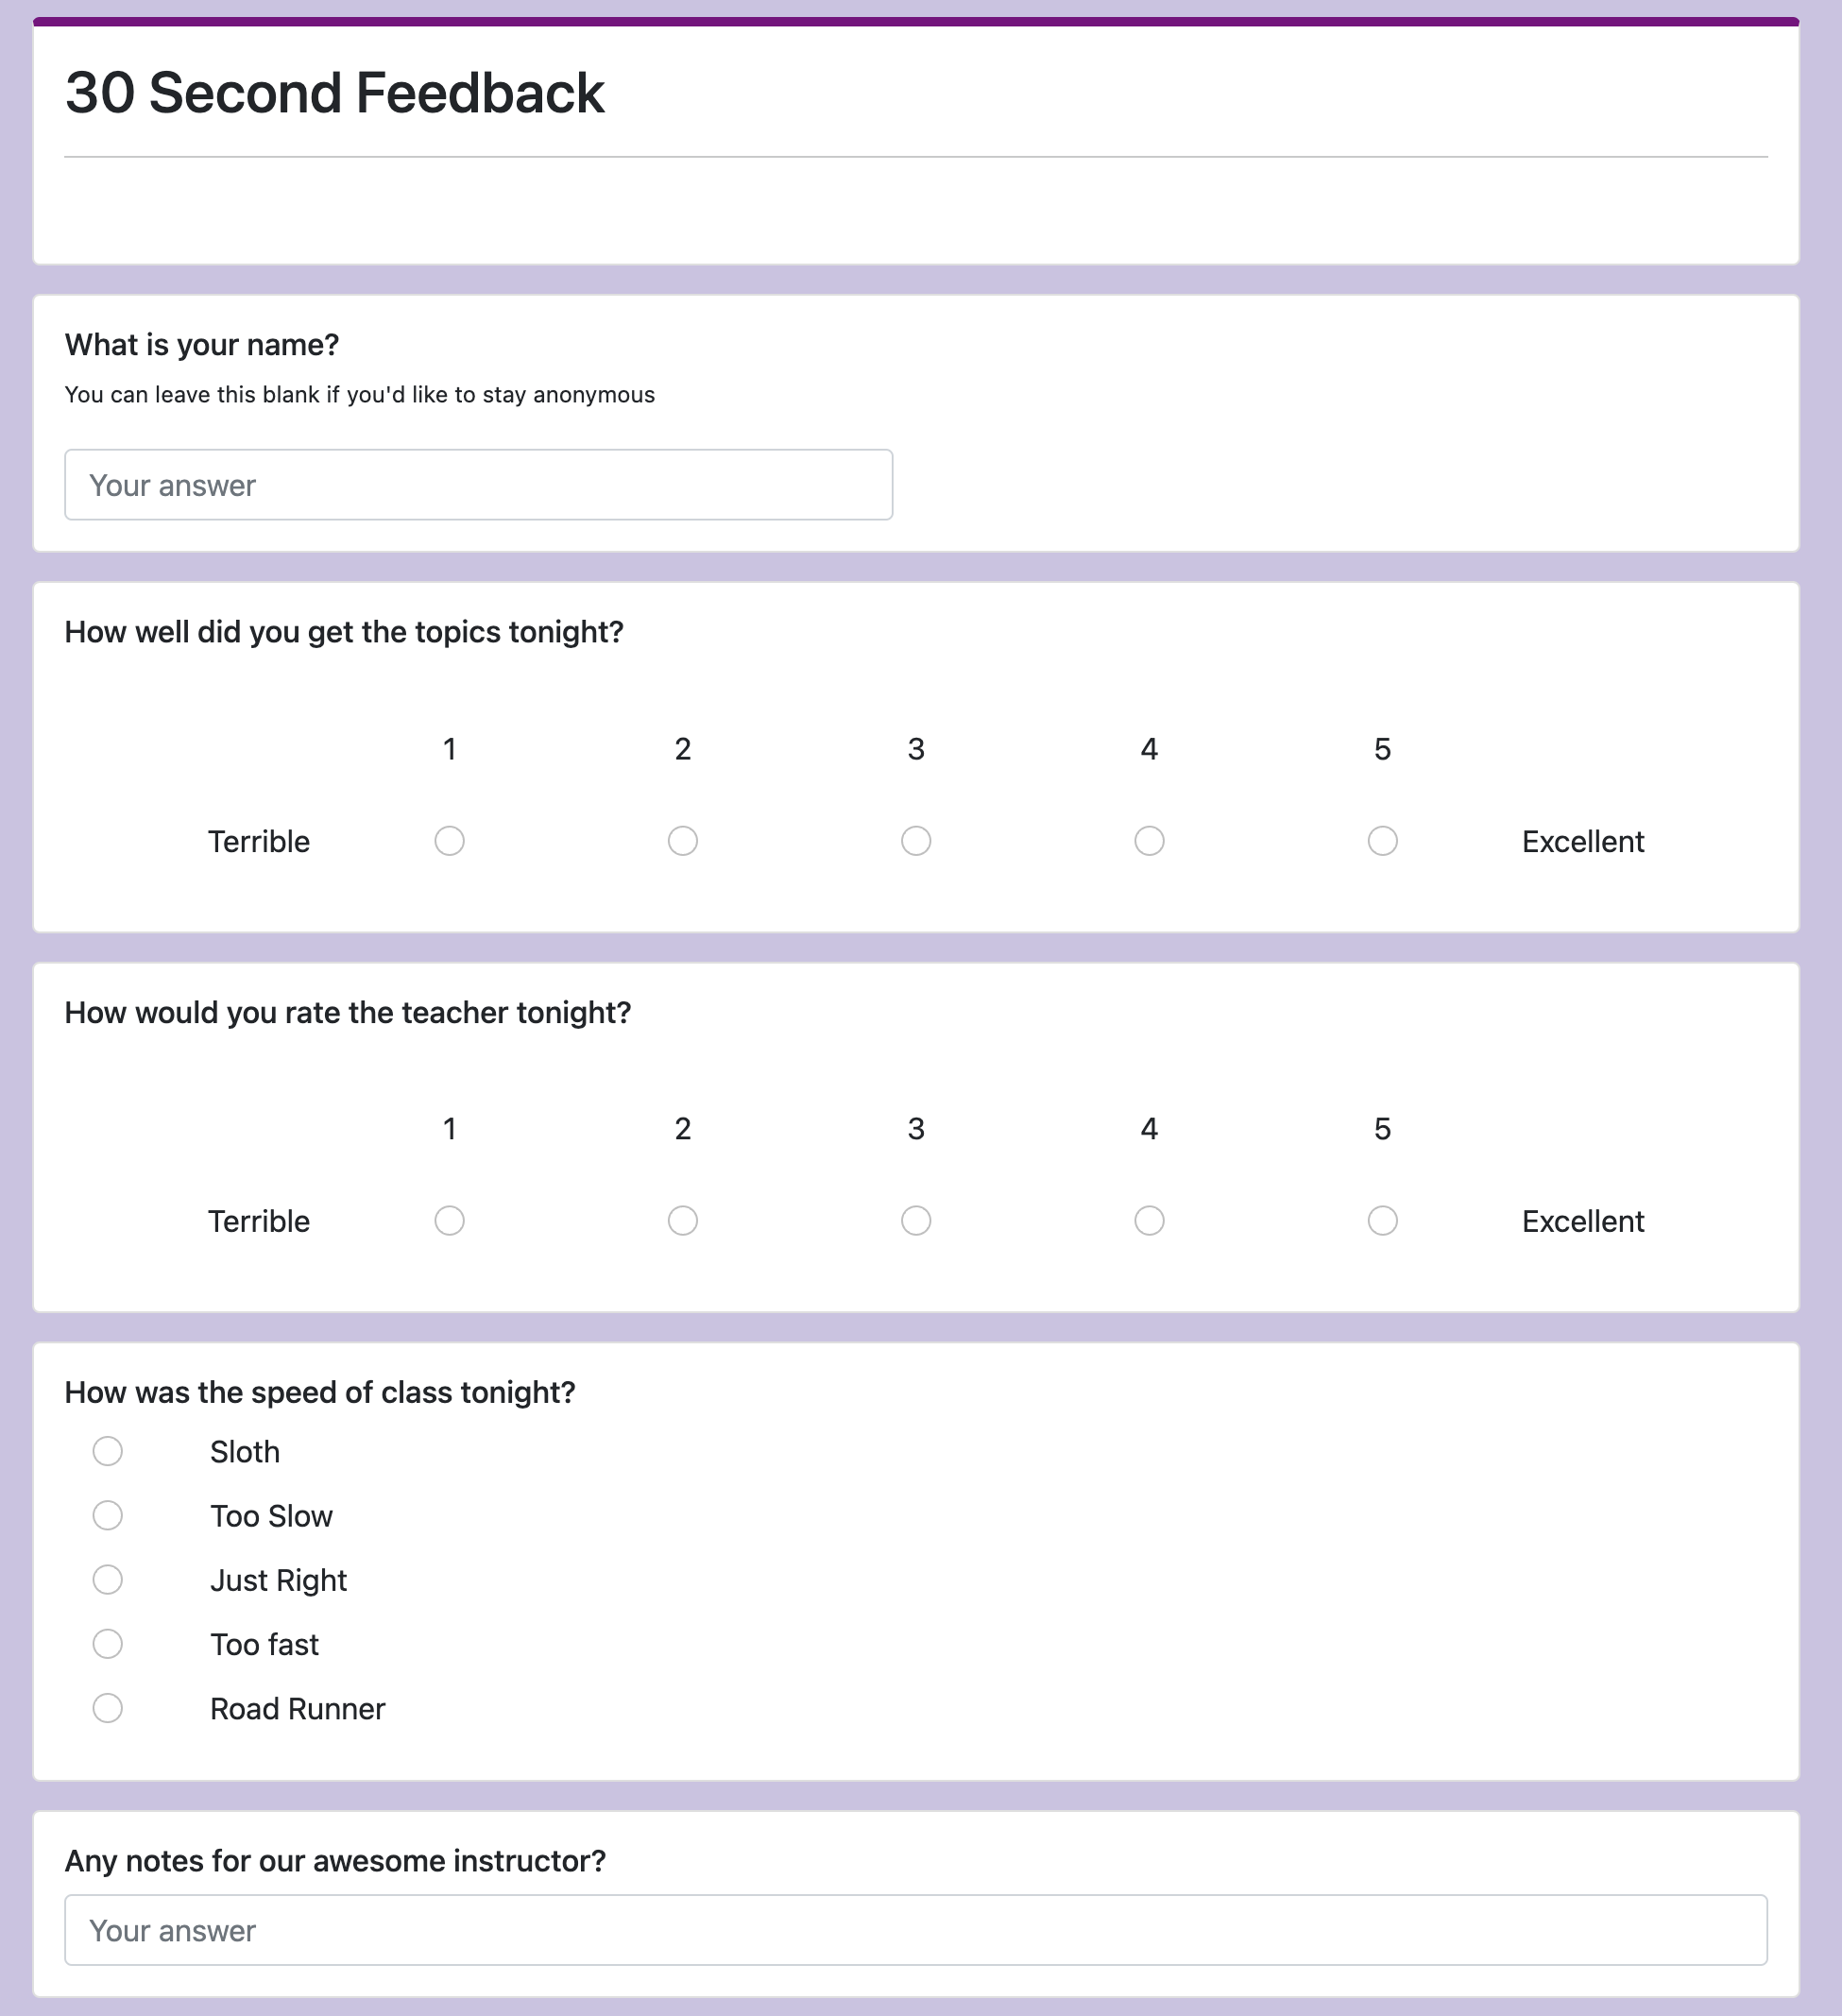 30 Second Feedback
What is your name?
You can leave this blank if you'd like to stay anonymous
Your answer
How well did you get the topics tonight?
1 2 3 4 5
Terrible Excellent
How would you rate the teacher tonight?
1 2 3 4 5
Terrible Excellent
How was the speed of class tonight?
Sloth
Too Slow
Just Right
Too fast
Road Runner
Any notes for our awesome instructor?
Your answer